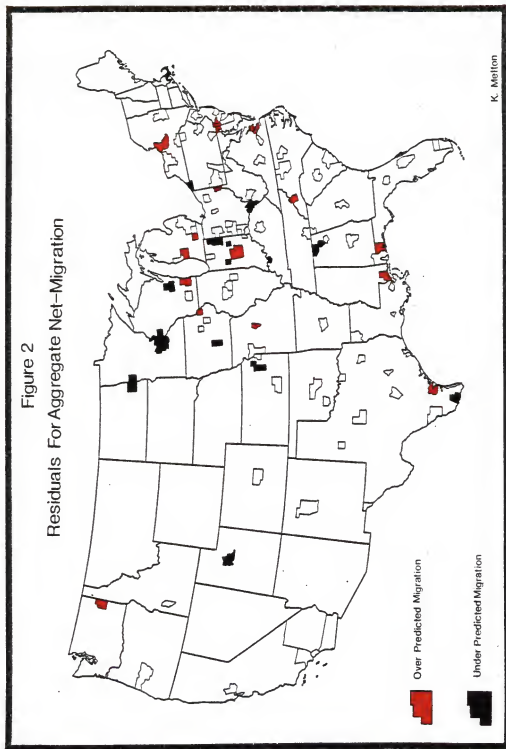 Figure 2
Residuals For Aggregate Net-Migration
Over Predicted Migration
Under Predicted Migration
K. Melton